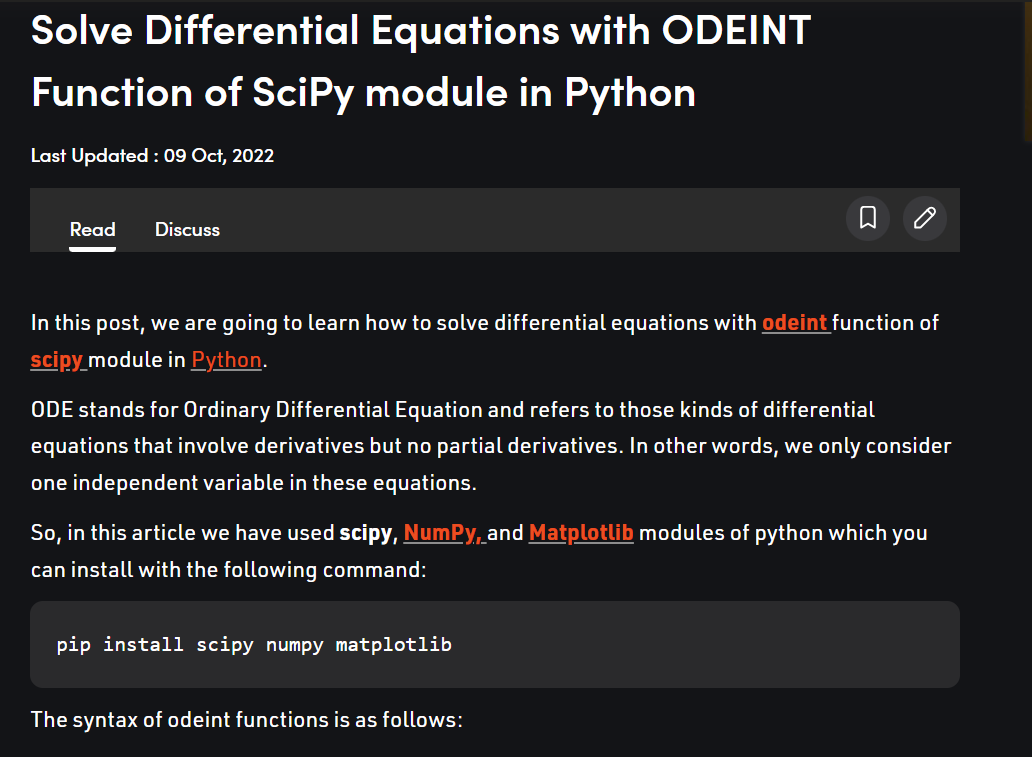 Solve Differential Equations with ODEINT
Function of SciPy module in Python
Last Updated : 09 Oct, 2022
Read Discuss
In this post, we are going to learn how to solve differential equations with odeint function of
scipy module in Python.
ODE stands for Ordinary Differential Equation and refers to those kinds of differential
equations that involve derivatives but no partial derivatives. In other words, we only consider
one independent variable in these equations.
So, in this article we have used scipy, NumPy, and Matplotlib modules of python which you
can install with the following command:
pip install scipy numpy matplotlib
The syntax of odeint functions is as follows: